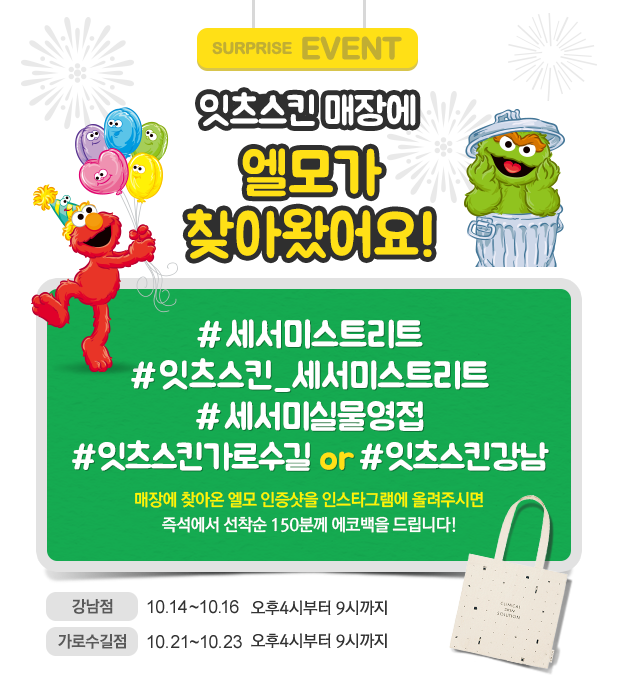 SURPRISE EVENT
잇츠스킨 매장에
엘모가
찾아왔어요!
#세서미스트리트
#잇츠스킨_세서미스트리트
#세서미실물영접
#잇츠스킨가로수길 or #잇츠스킨강남
매장에 찾아온 엘모 인증샷을 인스타그램에 올려주시면
즉석에서 선착순 150분께 에코백을 드립니다!
CLINICAL
SKIN
SOLUTION
강남점 10.14~10.16 오후4시부터 9시까지
가로수길점 10.21~10.23 오후4시부터 9시까지